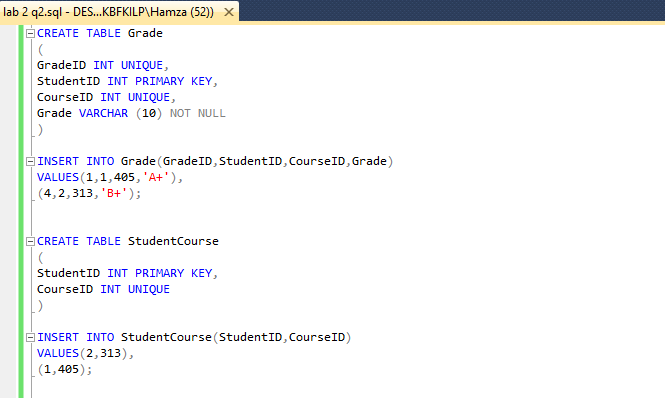 lab 2 q2.sql - DES...KBFKILP\Hamza (52))
CREATE TABLE Grade
(
GradeID INT UNIQUE,
StudentID INT PRIMARY KEY,
CourseID INT UNIQUE,
Grade VARCHAR (10) NOT NULL
)
INSERT INTO Grade(GradeID,StudentID,CourseID,Grade)
VALUES(1,1,405,'A+'),
(4,2,313,'B+');
CREATE TABLE StudentCourse
(
StudentID INT PRIMARY KEY,
CourseID INT UNIQUE
)
INSERT INTO StudentCourse(StudentID,CourseID)
VALUES(2,313),
(1,405);